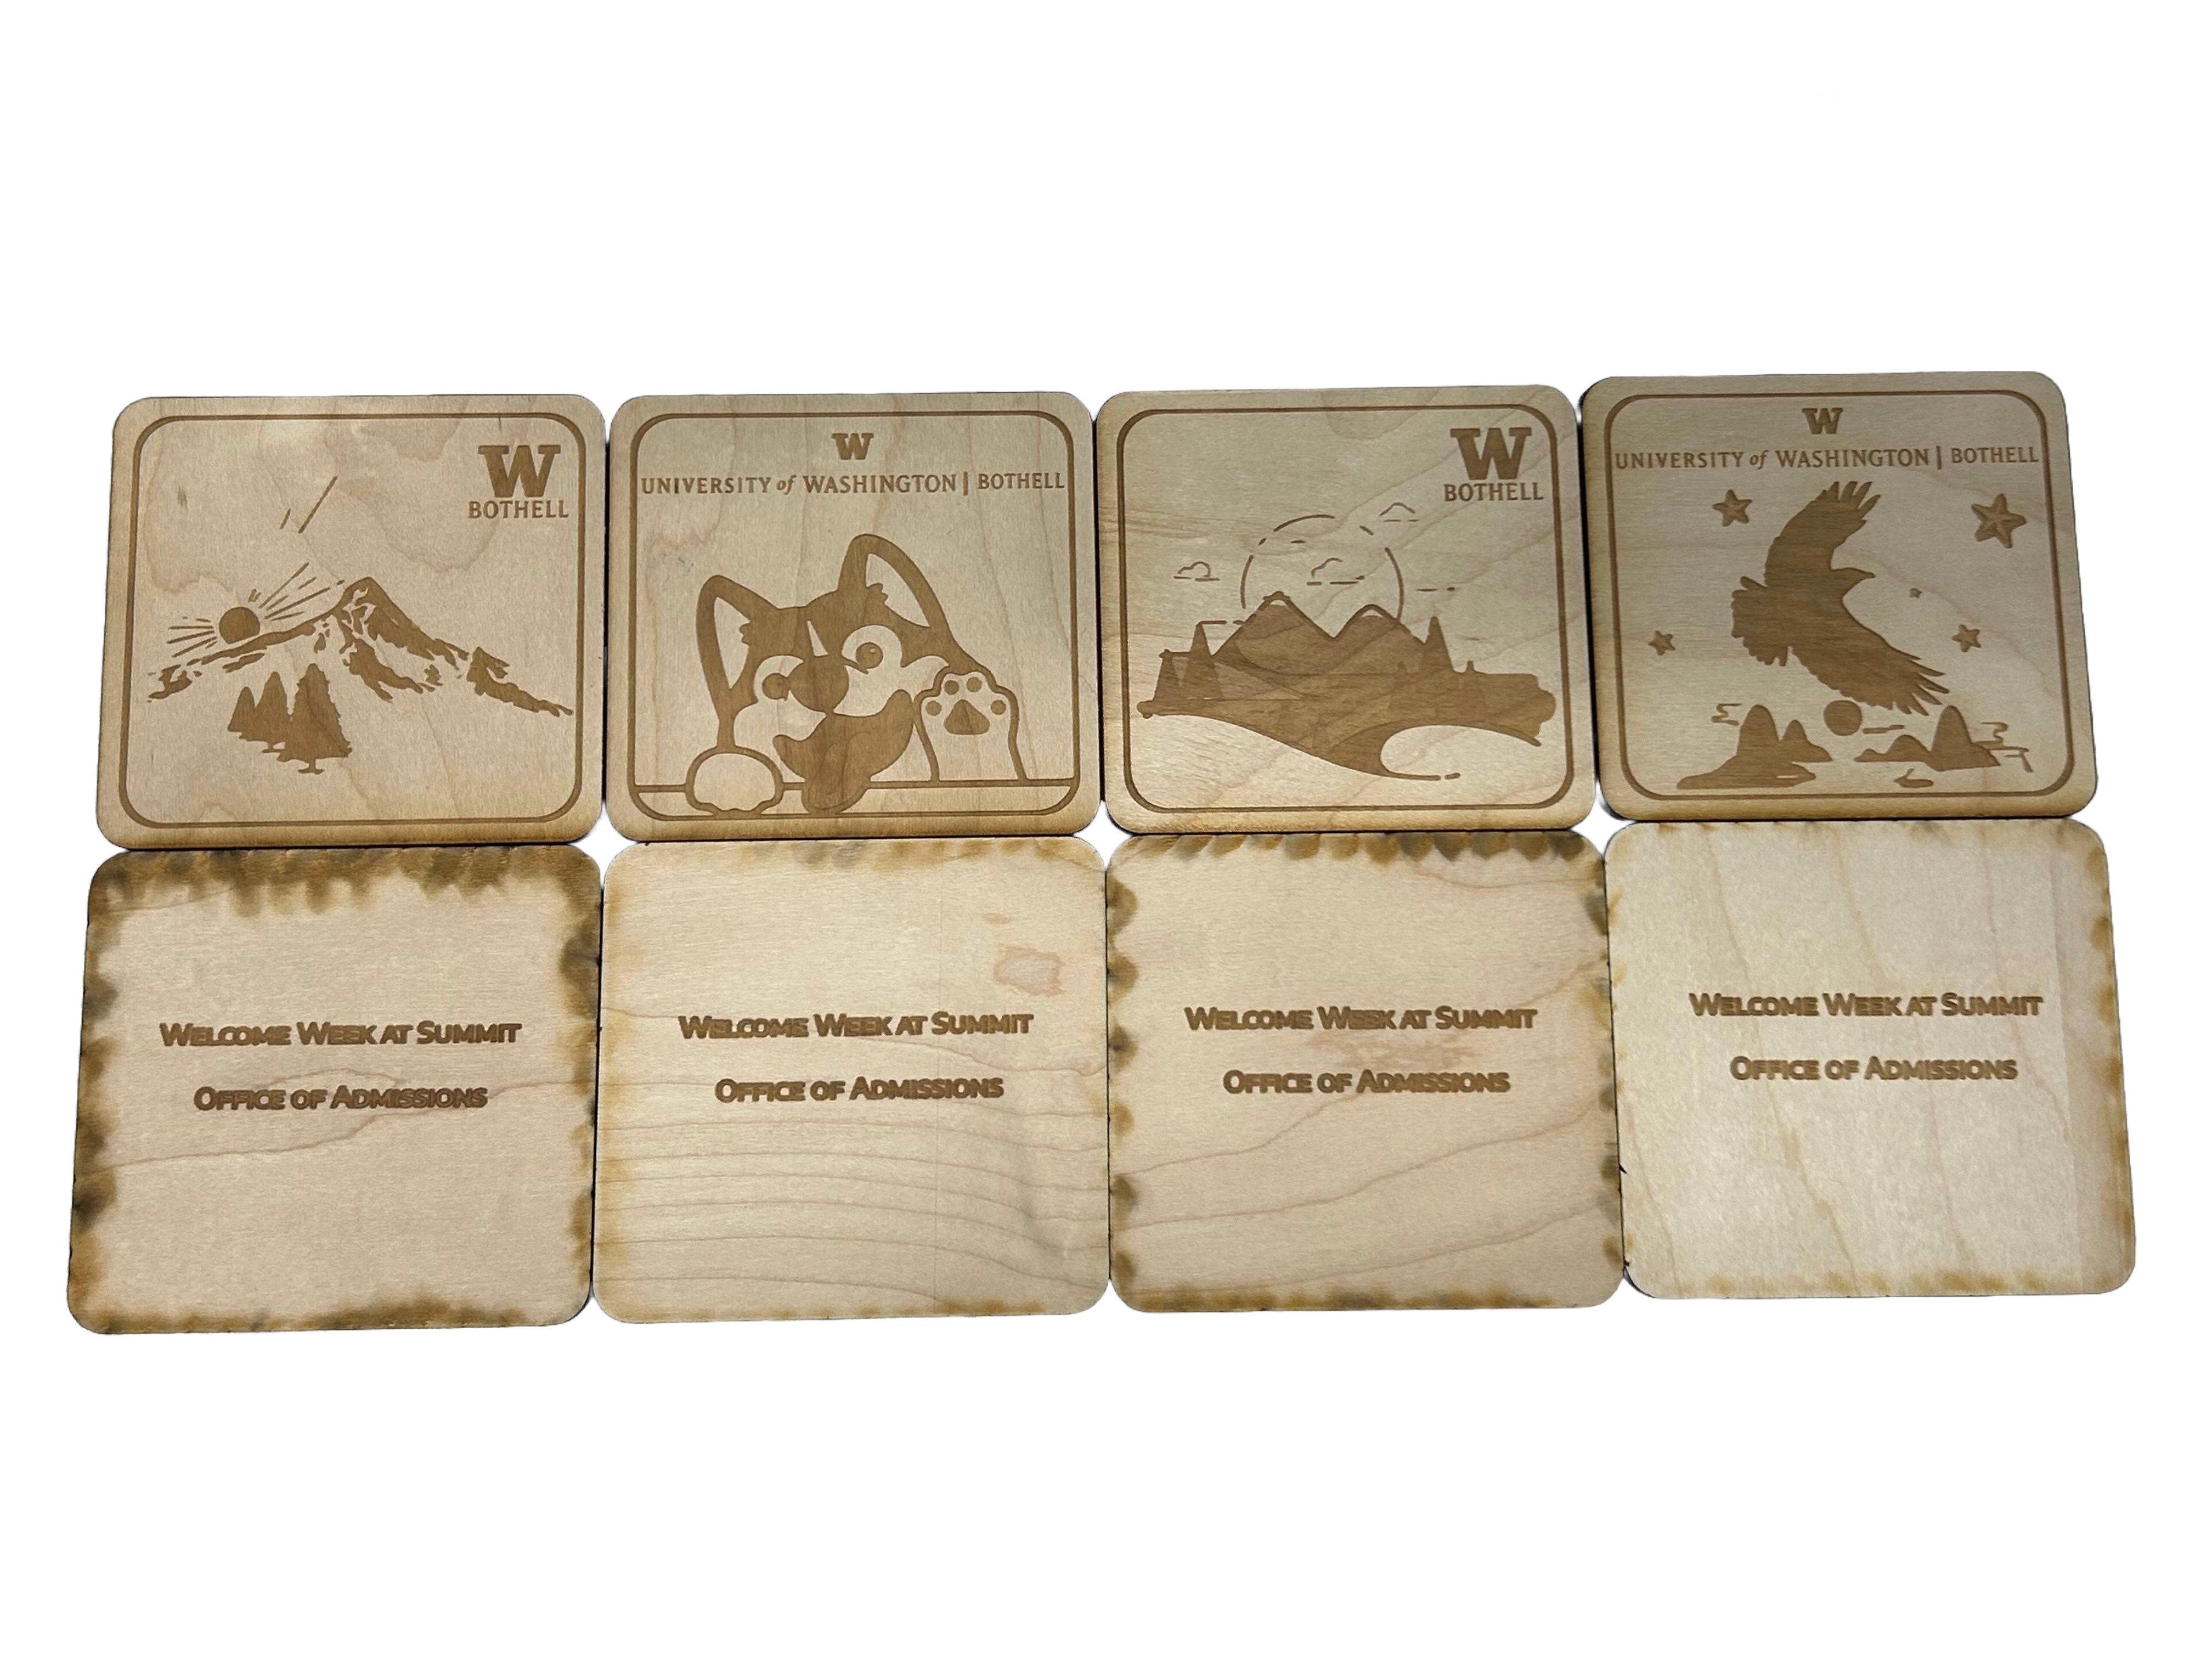 W
BOTHELL
W
UNIVERSITY of WASHINGTON | BOTHELL
W
BOTHELL
W
UNIVERSITY of WASHINGTON | BOTHELL
WELCOME WEEK AT SUMMIT
OFFICE OF ADMISSIONS
WELCOME WEEK AT SUMMIT
OFFICE OF ADMISSIONS
WELCOME WEEK AT SUMMIT
OFFICE OF ADMISSIONS
WELCOME WEEK AT SUMMIT
OFFICE OF ADMISSIONS